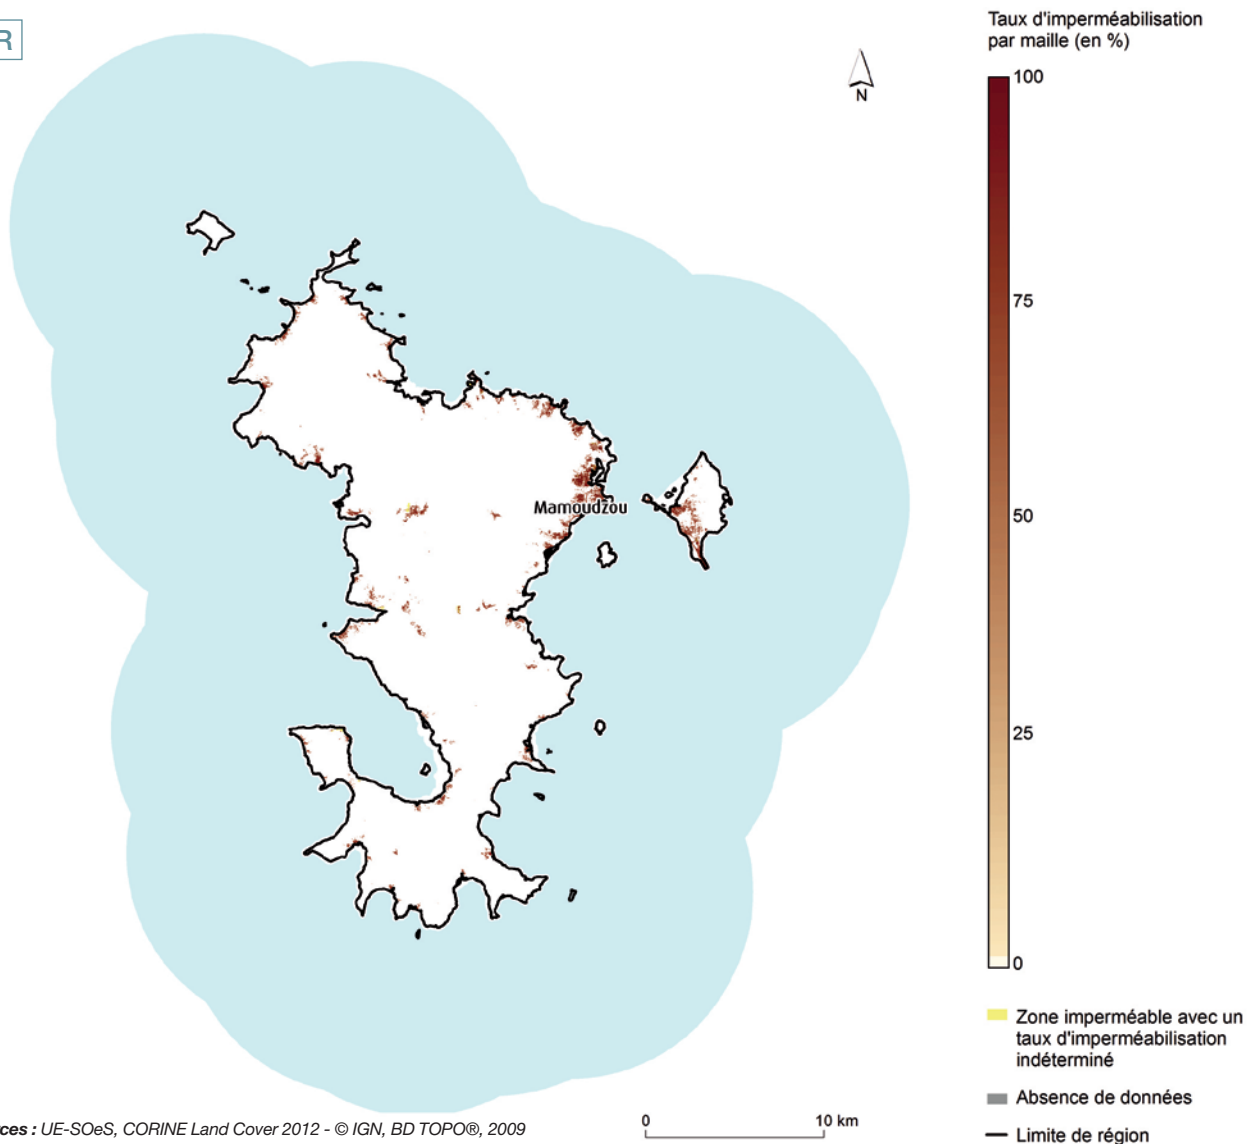 R
Taux d'imperméabilisation
par maille (en %)
N
100
75
50
25
0
Mamoudzou
Zone imperméable avec un
taux d'imperméabilisation
indéterminé
Absence de données
Limite de région
0 10 km
rces : UE-SOeS, CORINE Land Cover 2012 - © IGN, BD TOPO®, 2009